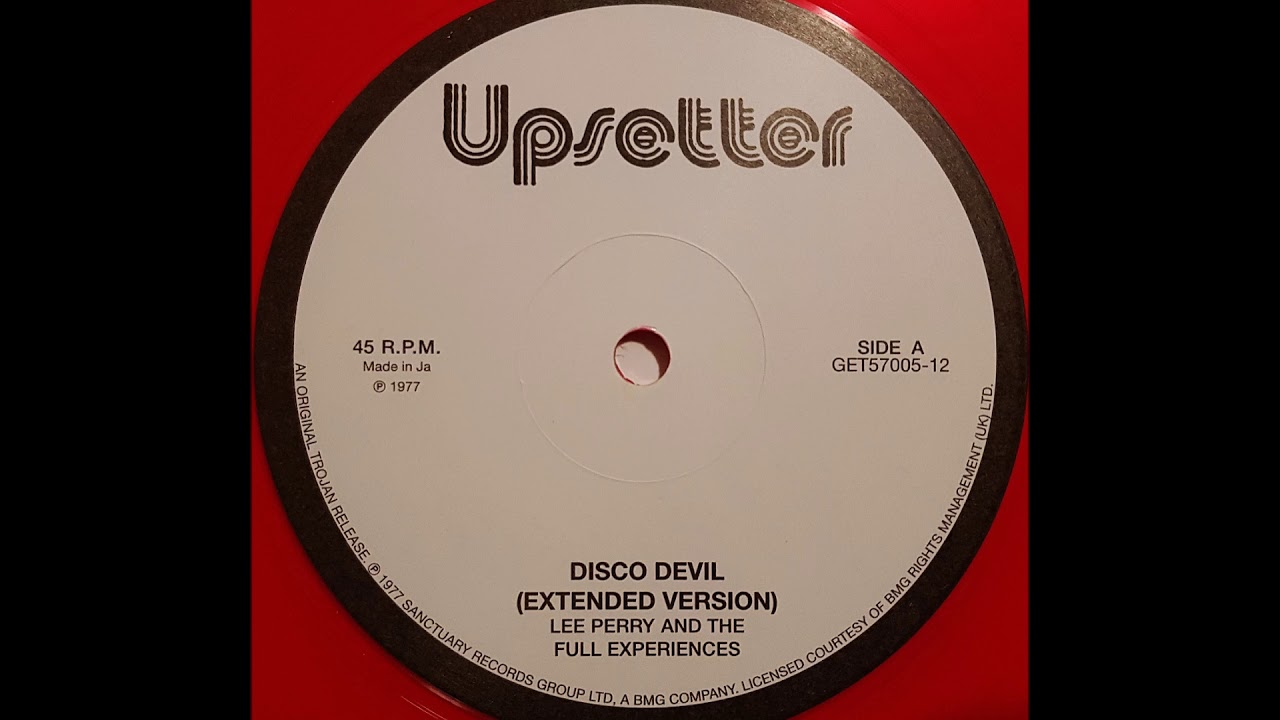 Upsetter
45 R.P.M.
Made in Ja
℗ 1977
SIDE A
GET57005-12
DISCO DEVIL
(EXTENDED VERSION)
LEE PERRY AND THE
FULL EXPERIENCES
AN ORIGINAL TROJAN RELEASE. ℗ 1977 SANCTUARY RECORDS GROUP LTD, A BMG COMPANY. LICENSED COURTESY OF BMG RIGHTS MANAGEMENT (UK) LTD.